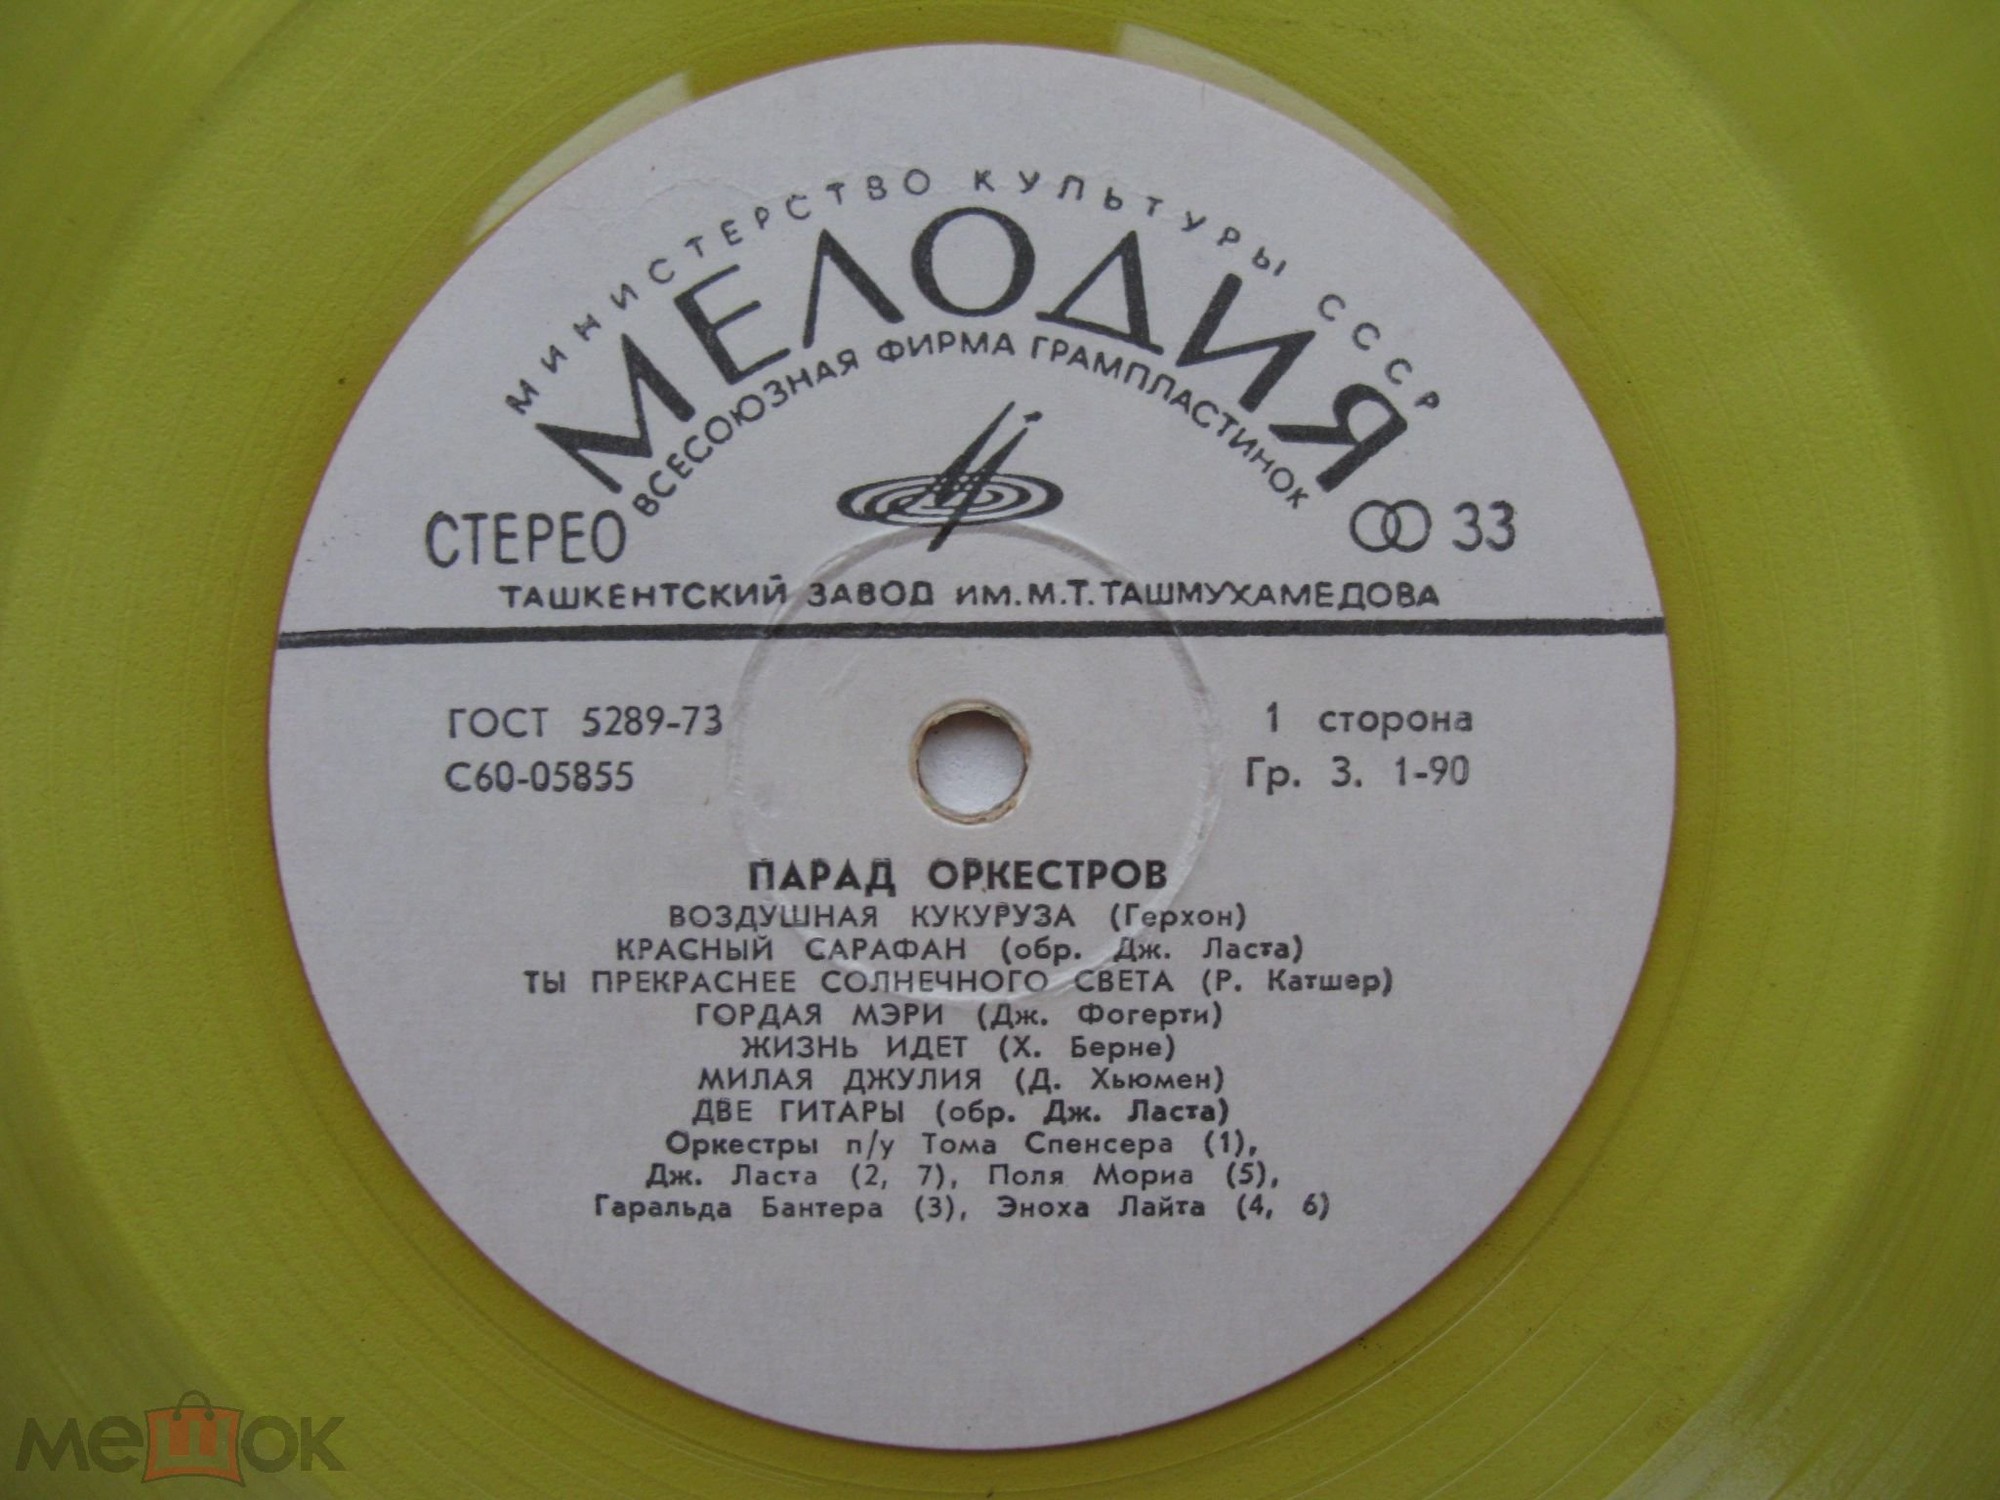 МИНИСТЕРСТВО КУЛЬТУРЫ СССР
МЕЛОДИЯ
ВСЕСОЮЗНАЯ ФИРМА ГРАМПЛАСТИНОК
СТЕРЕО
33
ТАШКЕНТСКИЙ ЗАВОД ИМ. М. Т. ТАШМУХАМЕДОВА
ГОСТ 5289-73
1 сторона
С60-05855
Гр. 3. 1-90
ПАРАД ОРКЕСТРОВ
ВОЗДУШНАЯ КУКУРУЗА (Герхон)
КРАСНЫЙ САРАФАН (обр. Дж. Ласта)
ТЫ ПРЕКРАСНЕЕ СОЛНЕЧНОГО СВЕТА (Р. Катшер)
ГОРДАЯ МЭРИ (Дж. Фогерти)
ЖИЗНЬ ИДЕТ (Х. Берне)
МИЛАЯ ДЖУЛИЯ (Д. Хьюмен)
ДВЕ ГИТАРЫ (обр. Дж. Ласта)
Оркестры п/у Тома Спенсера (1),
Дж. Ласта (2, 7), Поля Мориа (5),
Гаральда Бантера (3), Эноха Лайта (4, 6)
мешок